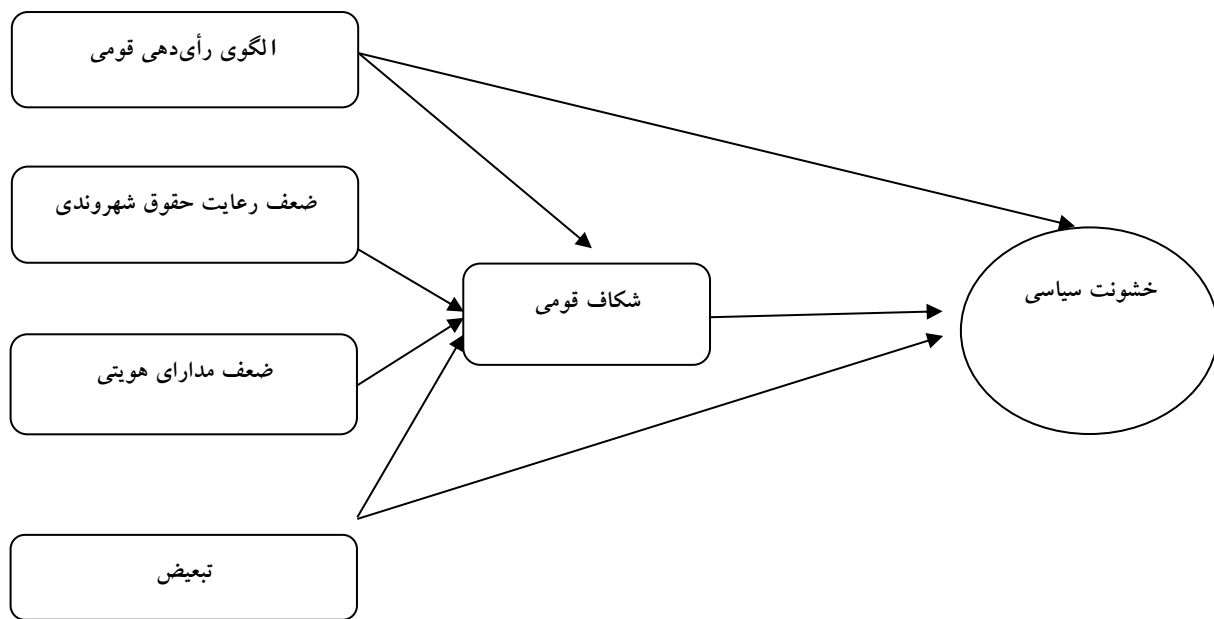 الگوی رأی‌دهی قومی
ضعف رعایت حقوق شهروندی
شکاف قومی
خشونت سیاسی
ضعف مدارای هویتی
تبعیض